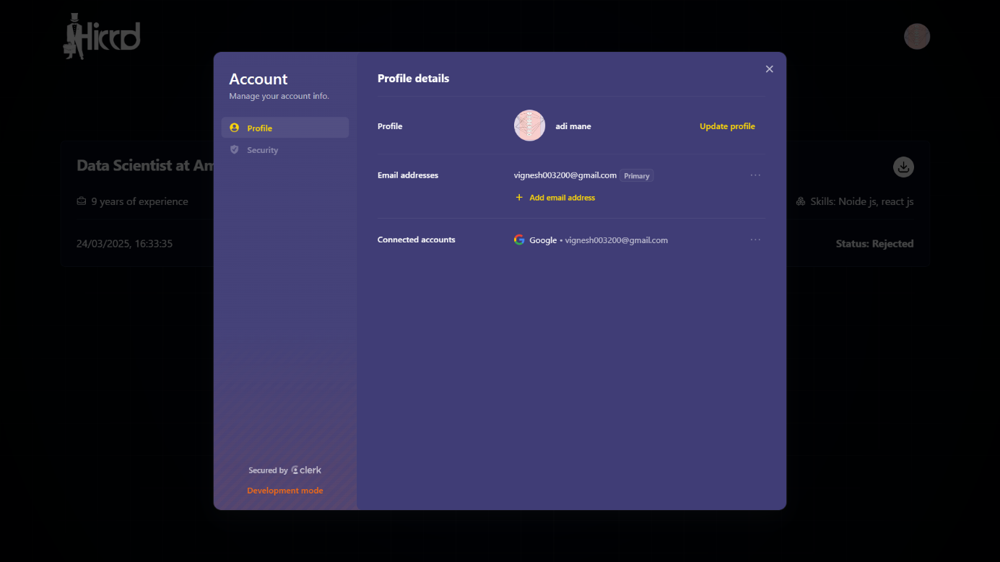 Hirrd
Account
Manage your account info.
Profile
Security
Secured by clerk
Development mode
Profile details
Profile
adi mane
Update profile
Email addresses
vignesh003200@gmail.com Primary
+ Add email address
Connected accounts
Google • vignesh003200@gmail.com
Data Scientist at Am
9 years of experience
Skills: Noide js, react js
24/03/2025, 16:33:35
Status: Rejected